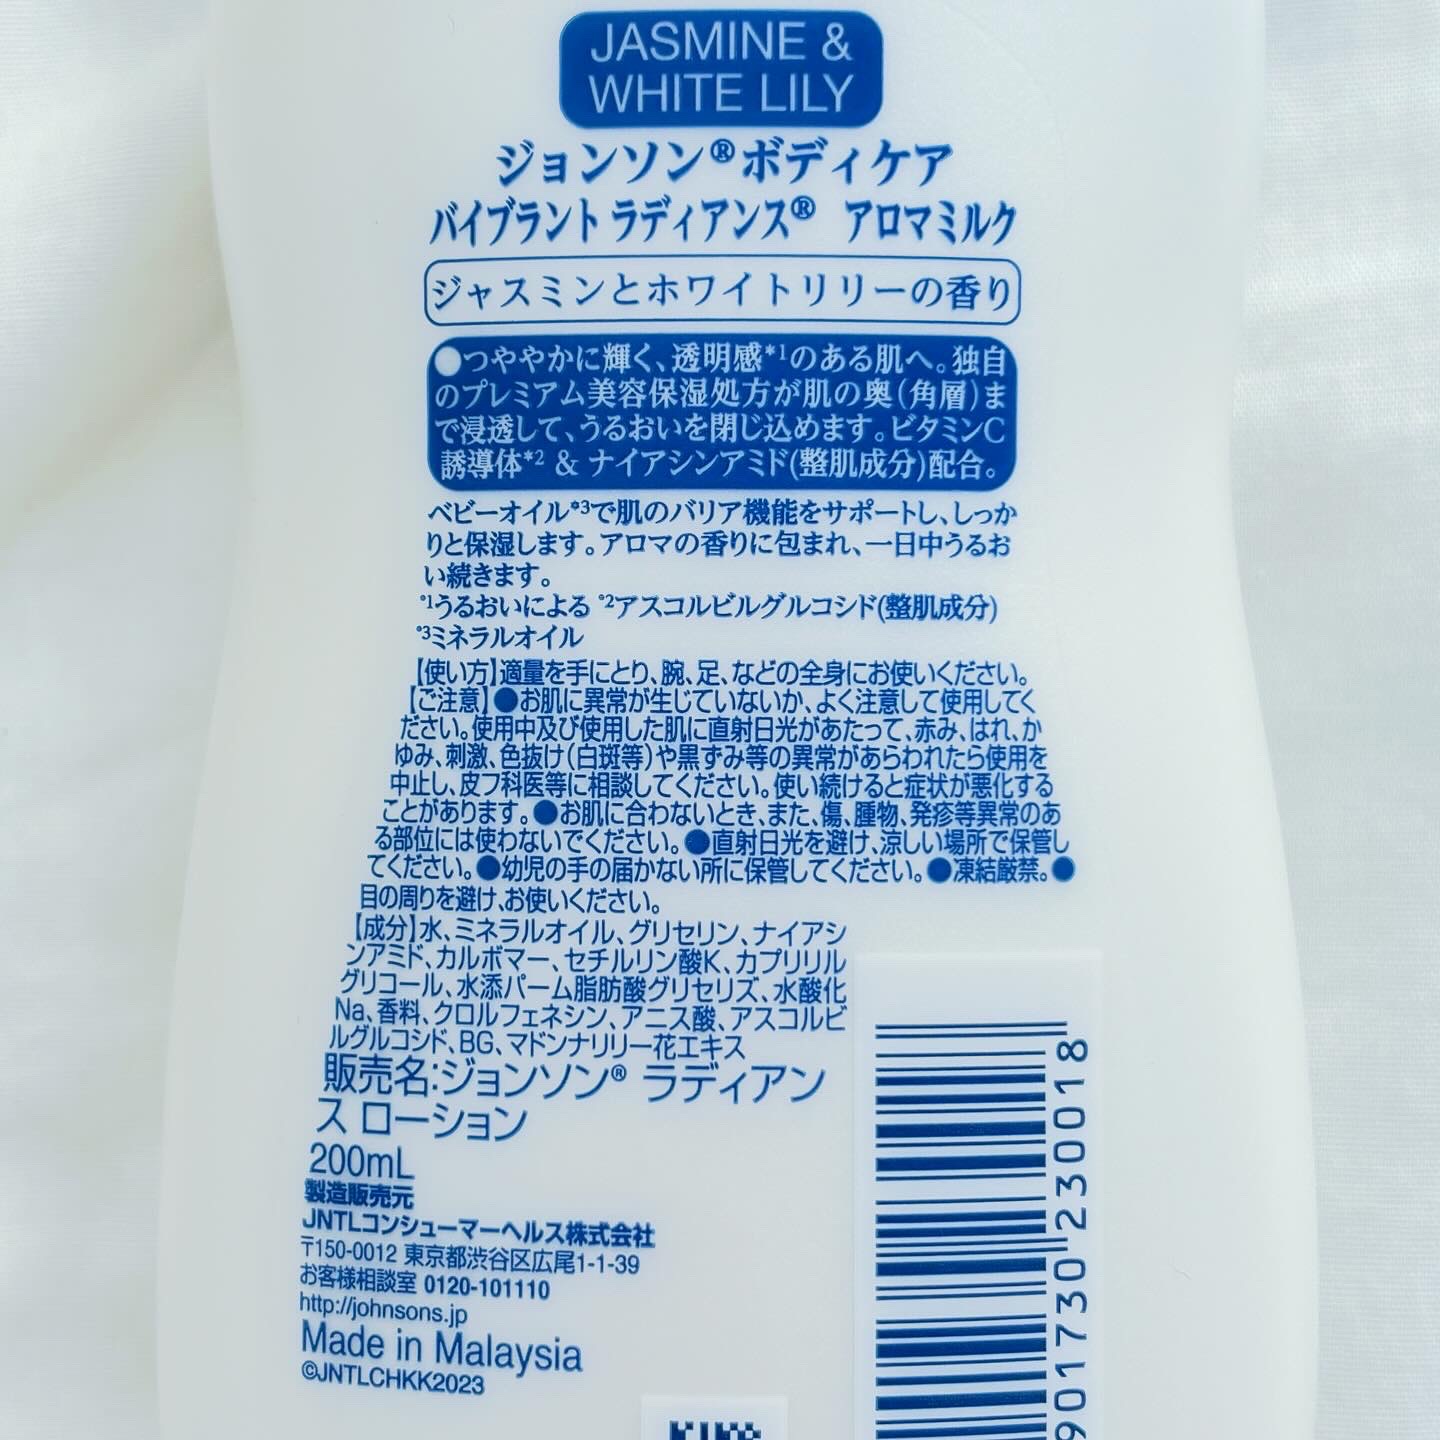 JASMINE &
WHITE LILY
ジョンソン®ボディケア
バイブラント ラディアンス® アロマミルク
ジャスミンとホワイトリリーの香り
●つややかに輝く、透明感*1のある肌へ。独自
のプレミアム美容保湿処方が肌の奥(角層)ま
で浸透して、うるおいを閉じ込めます。ビタミンC
誘導体*2 & ナイアシンアミド(整肌成分)配合。
ベビーオイル*3で肌のバリア機能をサポートし、しっか
りと保湿します。アロマの香りに包まれ、一日中うるお
い続きます。
*1うるおいによる *2アスコルビルグルコシド(整肌成分)
*3ミネラルオイル
【使い方】適量を手にとり、腕、足、などの全身にお使いください。
【ご注意】●お肌に異常が生じていないか、よく注意して使用してく
ださい。使用中及び使用した肌に直射日光があたって、赤み、はれ、か
ゆみ、刺激、色抜け(白斑等)や黒ずみ等の異常があらわれたら使用を
中止し、皮フ科医等に相談してください。使い続けると症状が悪化する
ことがあります。●お肌に合わないとき、また、傷、腫物、発疹等異常のあ
る部位には使わないでください。●直射日光を避け、涼しい場所で保管し
てください。●幼児の手の届かない所に保管してください。●凍結厳禁。●
目の周りを避け、お使いください。
【成分】水、ミネラルオイル、グリセリン、ナイアシ
ンアミド、カルボマー、セチルリン酸K、カプリリル
グリコール、水添パーム脂肪酸グリセリズ、水酸化
Na、香料、クロルフェネシン、アニス酸、アスコルビ
ルグルコシド、BG、マドンナリリー花エキス
販売名:ジョンソン® ラディアン
ス ローション
200mL
製造販売元
JNTLコンシューマーヘルス株式会社
〒150-0012 東京都渋谷区広尾1-1-39
お客様相談室 0120-101110
http://johnsons.jp
Made in Malaysia
©JNTLCHKK2023
901730230018